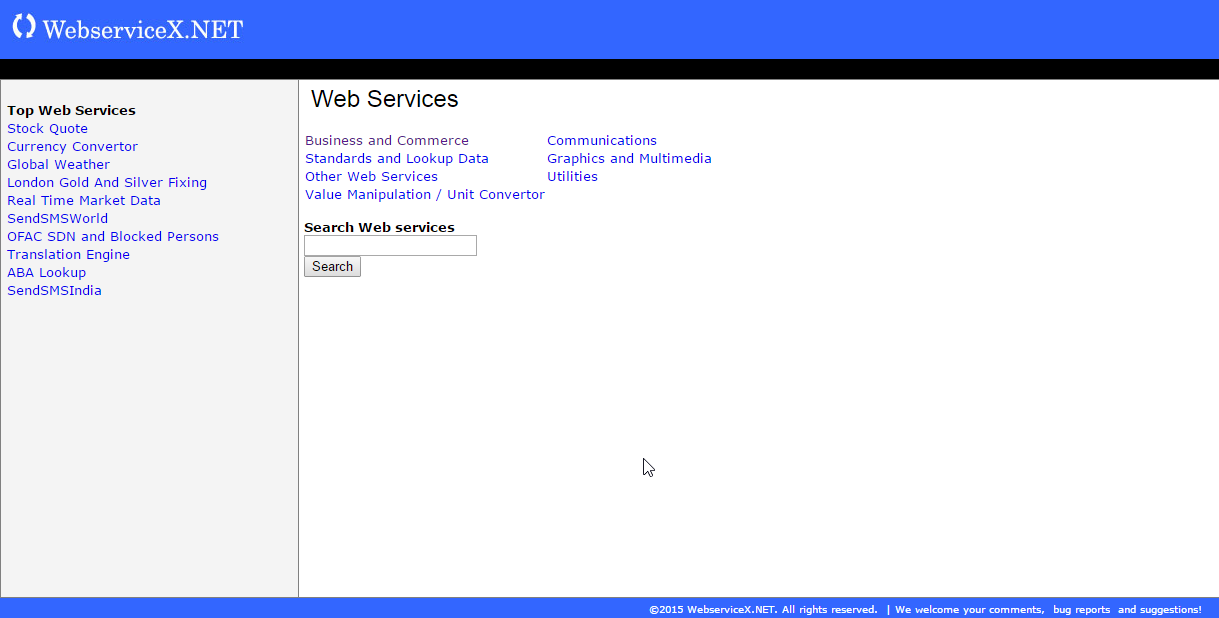 WebserviceX.NET
Top Web Services
Stock Quote
Currency Convertor
Global Weather
London Gold And Silver Fixing
Real Time Market Data
SendSMSWorld
OFAC SDN and Blocked Persons
Translation Engine
ABA Lookup
SendSMSIndia
Web Services
Business and Commerce Communications
Standards and Lookup Data Graphics and Multimedia
Other Web Services Utilities
Value Manipulation / Unit Convertor
Search Web services
Search
©2015 WebserviceX.NET. All rights reserved. | We welcome your comments, bug reports and suggestions!